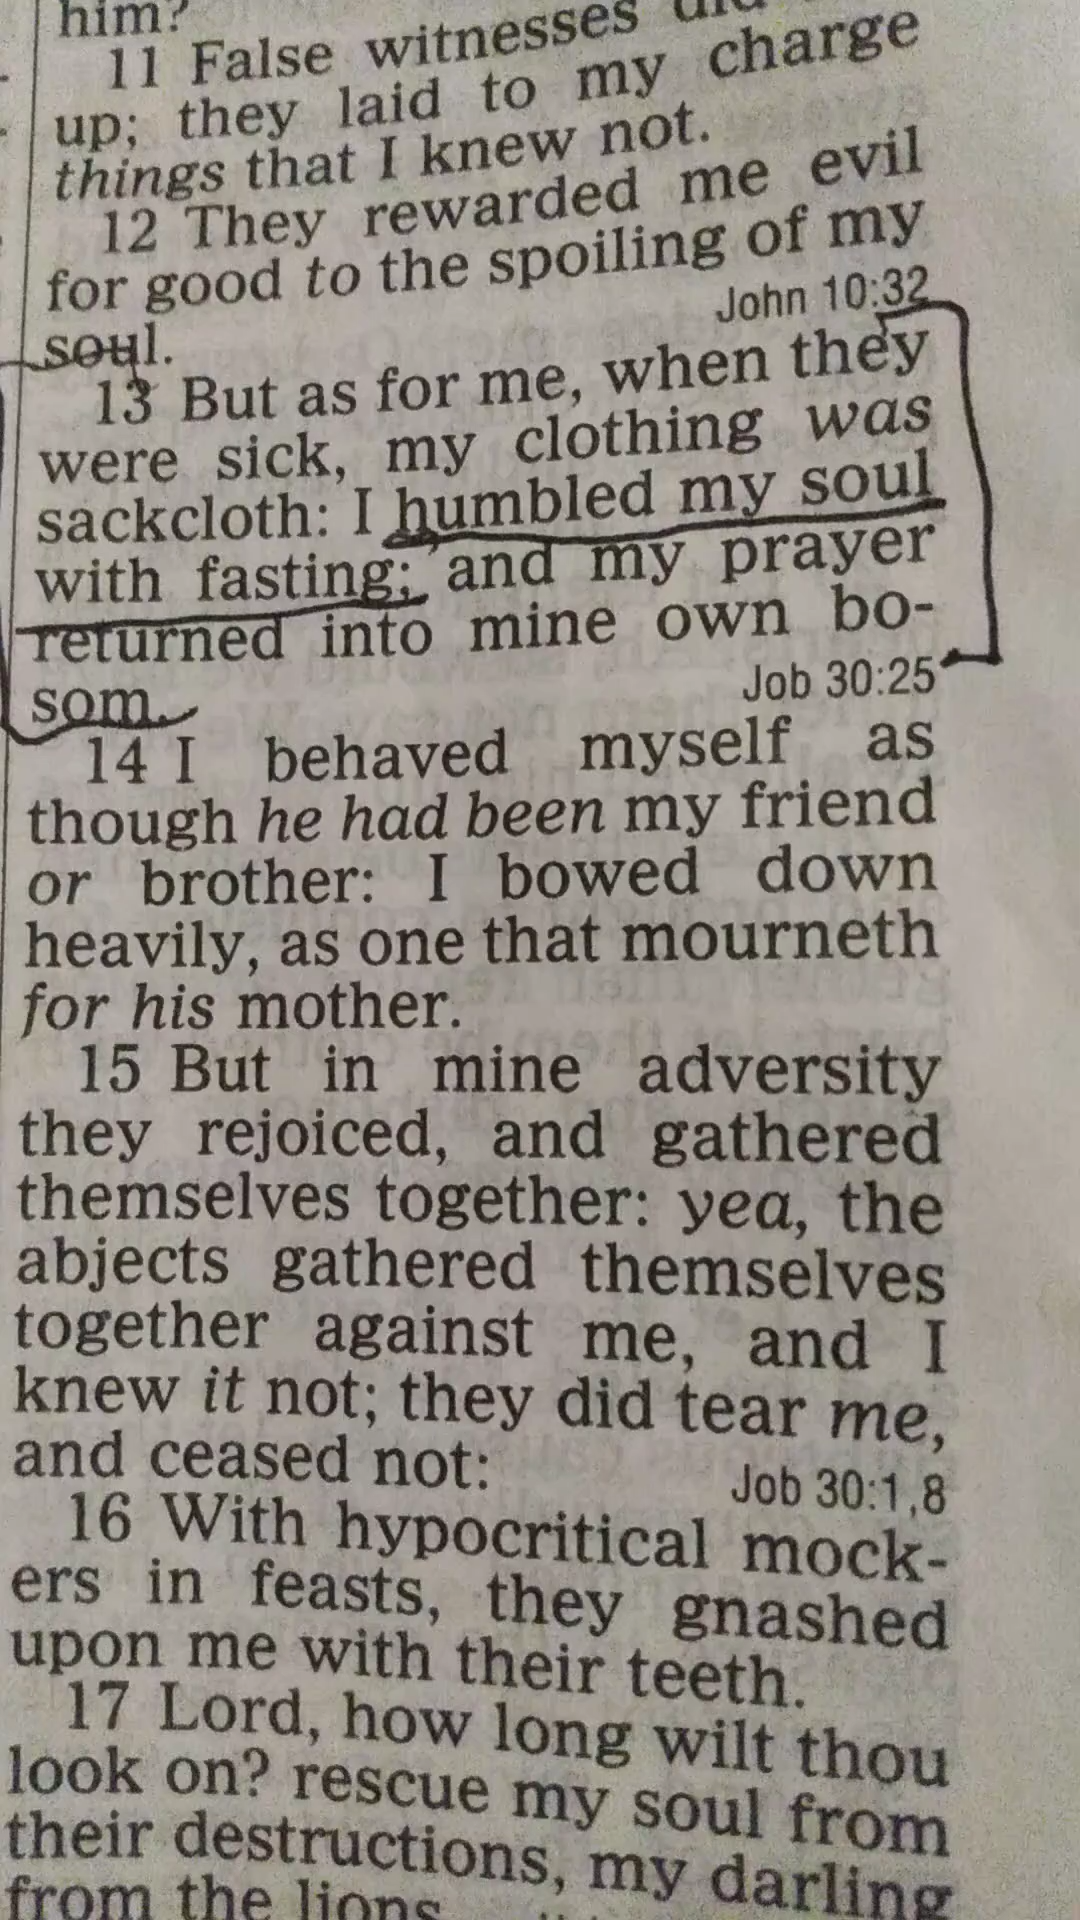 him?
11 False witnesses did
up; they laid to my charge
things that I knew not.
12 They rewarded me evil
for good to the spoiling of my
soul.
John 10:32
13 But as for me, when they
were sick, my clothing was
sackcloth: I humbled my soul
with fasting; and my prayer
returned into mine own bo-
som.
Job 30:25
14 I behaved myself as
though he had been my friend
or brother: I bowed down
heavily, as one that mourneth
for his mother.
15 But in mine adversity
they rejoiced, and gathered
themselves together: yea, the
abjects gathered themselves
together against me, and I
knew it not; they did tear me,
and ceased not:
Job 30:1,8
16 With hypocritical mock-
ers in feasts, they gnashed
upon me with their teeth.
17 Lord, how long wilt thou
look on? rescue my soul from
their destructions, my darling
from the lions.